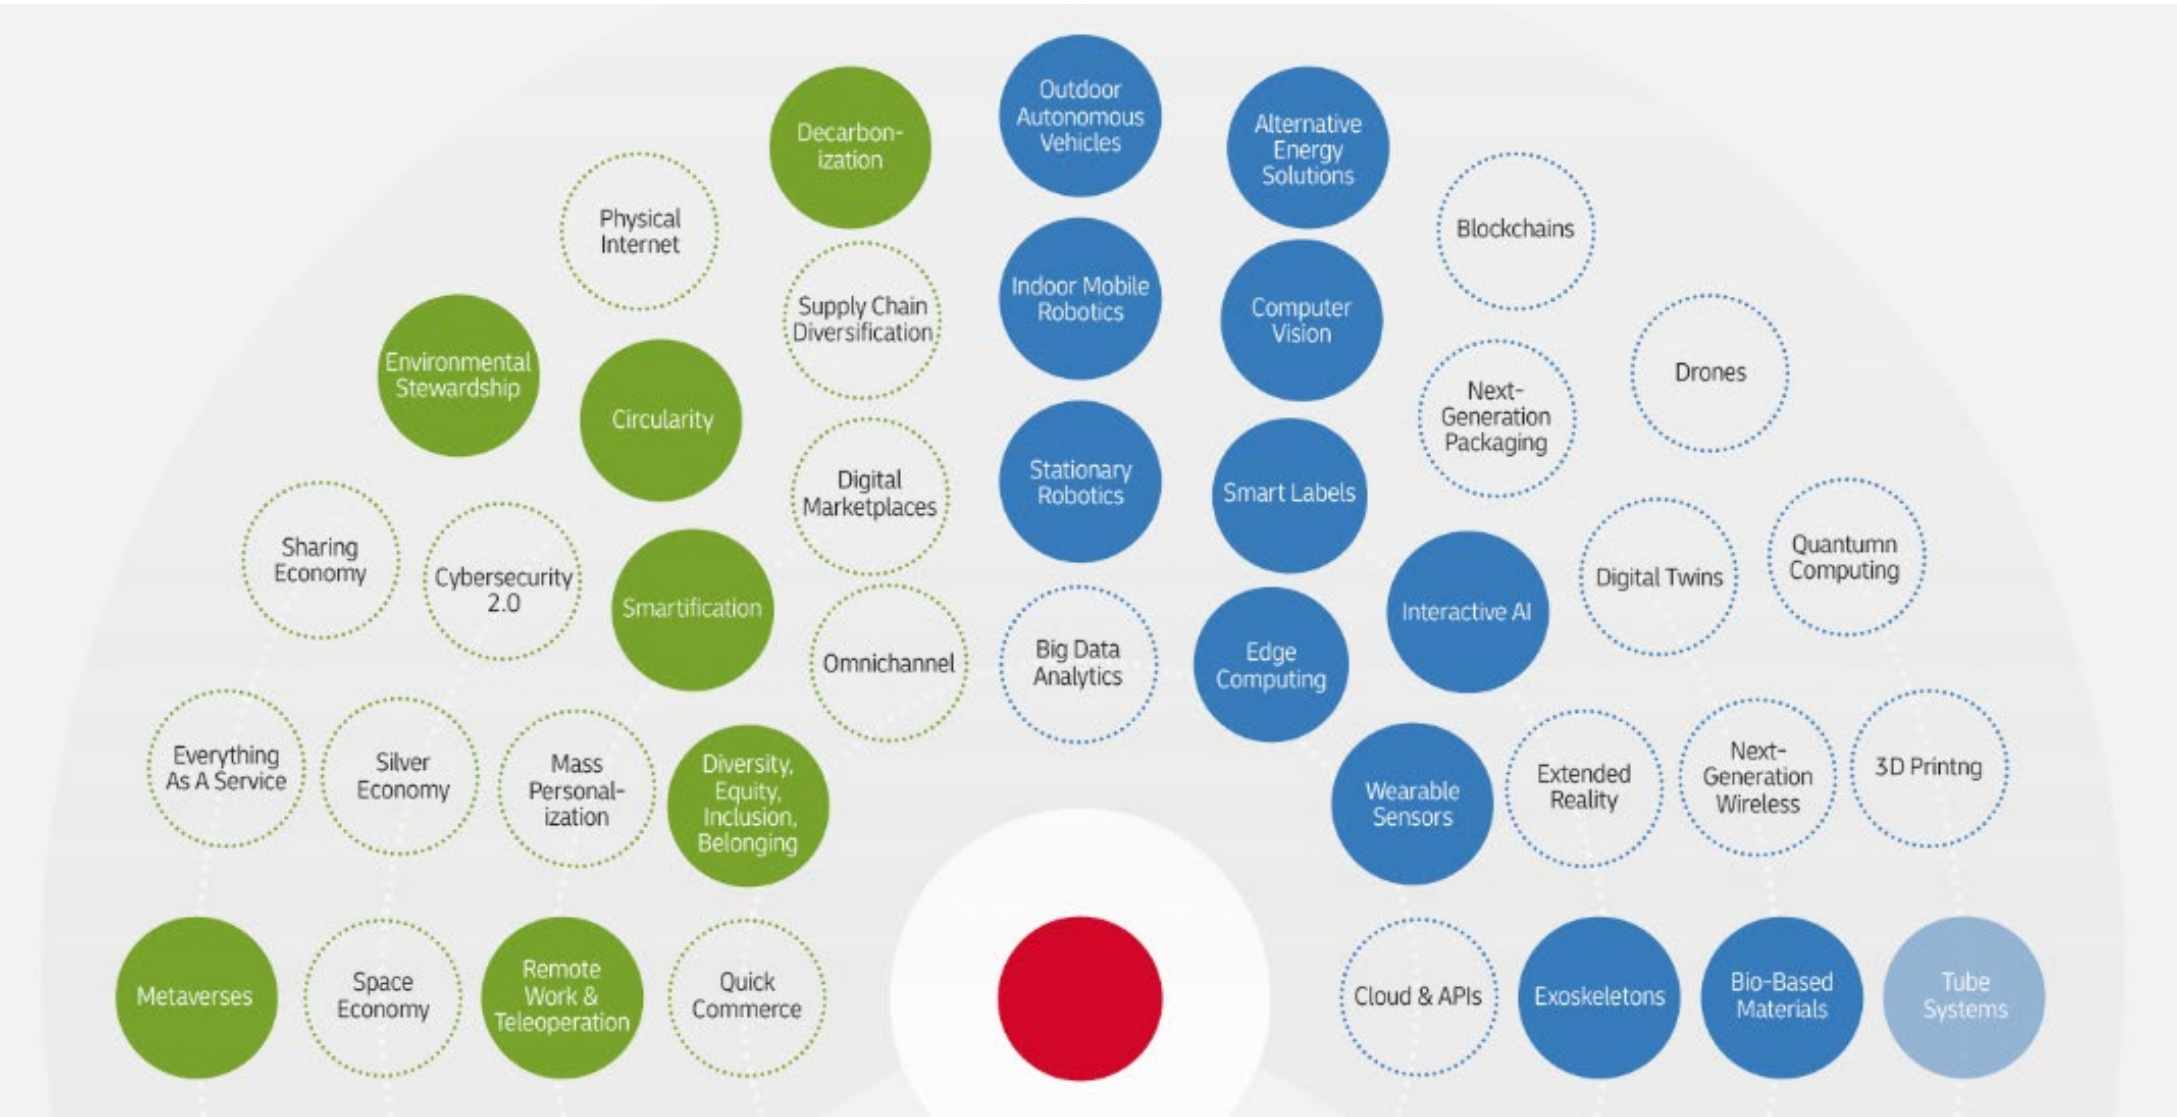 Outdoor
Autonomous
Vehicles
Decarbon-
ization
Alternative
Energy
Solutions
Physical
Internet
Blockchains
Indoor Mobile
Robotics
Supply Chain
Diversification
Computer
Vision
Environmental
Stewardship
Drones
Circularity
Next-
Generation
Packaging
Digital
Marketplaces
Stationary
Robotics
Smart Labels
Sharing
Economy
Cybersecurity
2.0
Smartification
Interactive AI
Digital Twins
Quantumn
Computing
Omnichannel
Big Data
Analytics
Edge
Computing
Everything
As A Service
Silver
Economy
Mass
Personal-
ization
Diversity,
Equity,
Inclusion,
Belonging
Wearable
Sensors
Extended
Reality
Next-
Generation
Wireless
3D Printng
Metaverses
Space
Economy
Remote
Work &
Teleoperation
Quick
Commerce
Cloud & APIs
Exoskeletons
Bio-Based
Materials
Tube
Systems